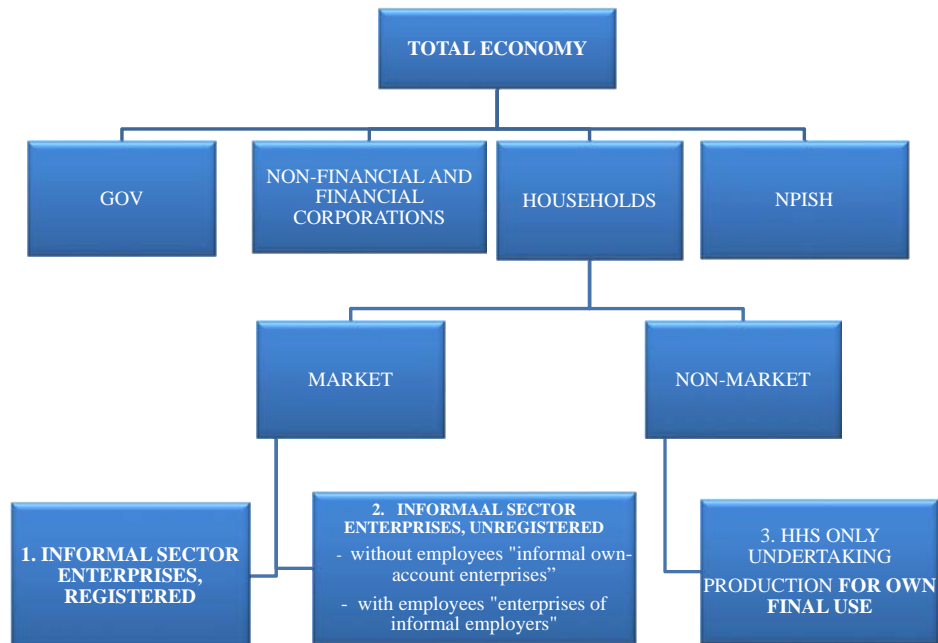 TOTAL ECONOMY
GOV
NON-FINANCIAL AND
FINANCIAL
CORPORATIONS
HOUSEHOLDS
NPISH
MARKET
NON-MARKET
1. INFORMAL SECTOR
ENTERPRISES,
REGISTERED
2. INFORMAAL SECTOR
ENTERPRISES, UNREGISTERED
- without employees "informal own-
account enterprises”
- with employees "enterprises of
informal employers"
3. HHS ONLY
UNDERTAKING
PRODUCTION FOR OWN
FINAL USE